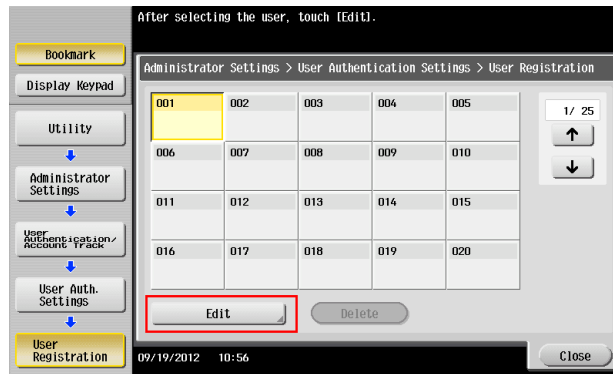 After selecting the user, touch [Edit].
Bookmark
Display Keypad
Utility
Administrator
Settings
User
Authentication/
Account Track
User Auth.
Settings
User
Registration
Administrator Settings > User Authentication Settings > User Registration
001 002 003 004 005
006 007 008 009 010
011 012 013 014 015
016 017 018 019 020
1/ 25
Edit
Delete
09/19/2012 10:56
Close